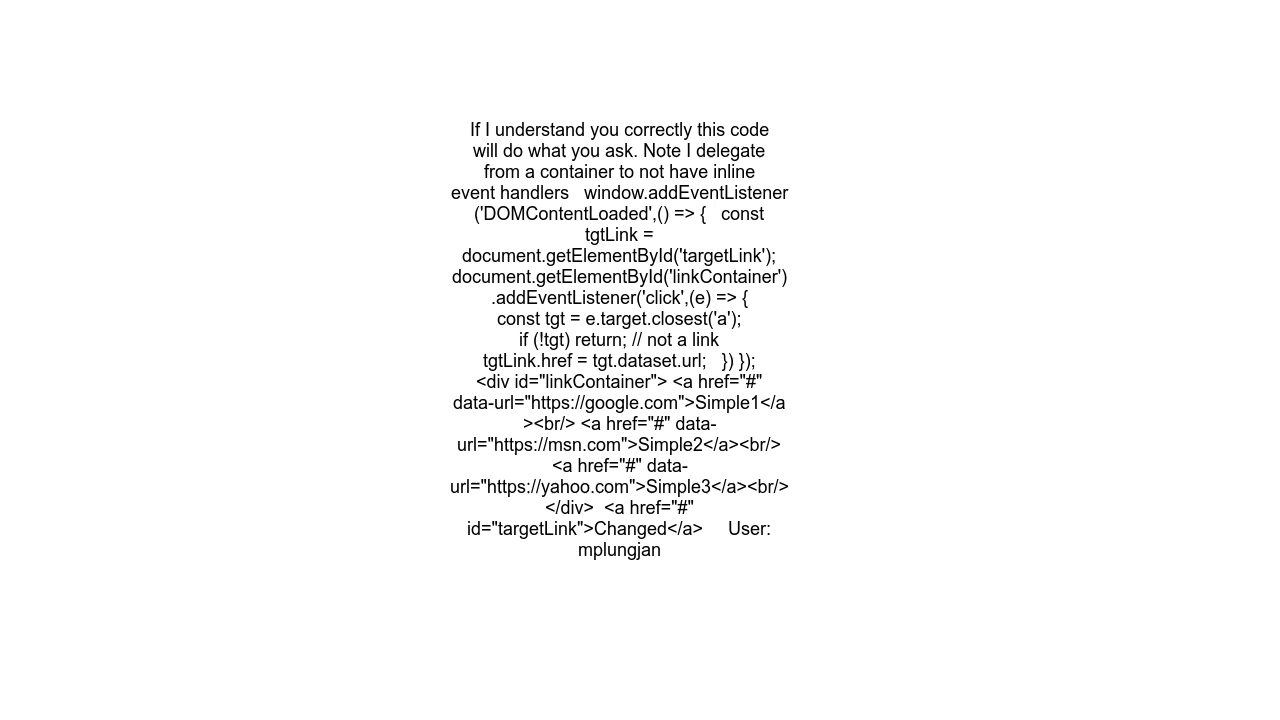 If I understand you correctly this code
will do what you ask. Note I delegate
from a container to not have inline
event handlers   window.addEventListener
('DOMContentLoaded',() => {   const
tgtLink =
document.getElementById('targetLink');
document.getElementById('linkContainer')
.addEventListener('click',(e) => {
const tgt = e.target.closest('a');
if (!tgt) return; // not a link
tgtLink.href = tgt.dataset.url;   }) });
<div id="linkContainer"> <a href="#"
data-url="https://google.com">Simple1</a
><br/> <a href="#" data-
url="https://msn.com">Simple2</a><br/>
<a href="#" data-
url="https://yahoo.com">Simple3</a><br/>
</div>  <a href="#"
id="targetLink">Changed</a>     User:
mplungjan